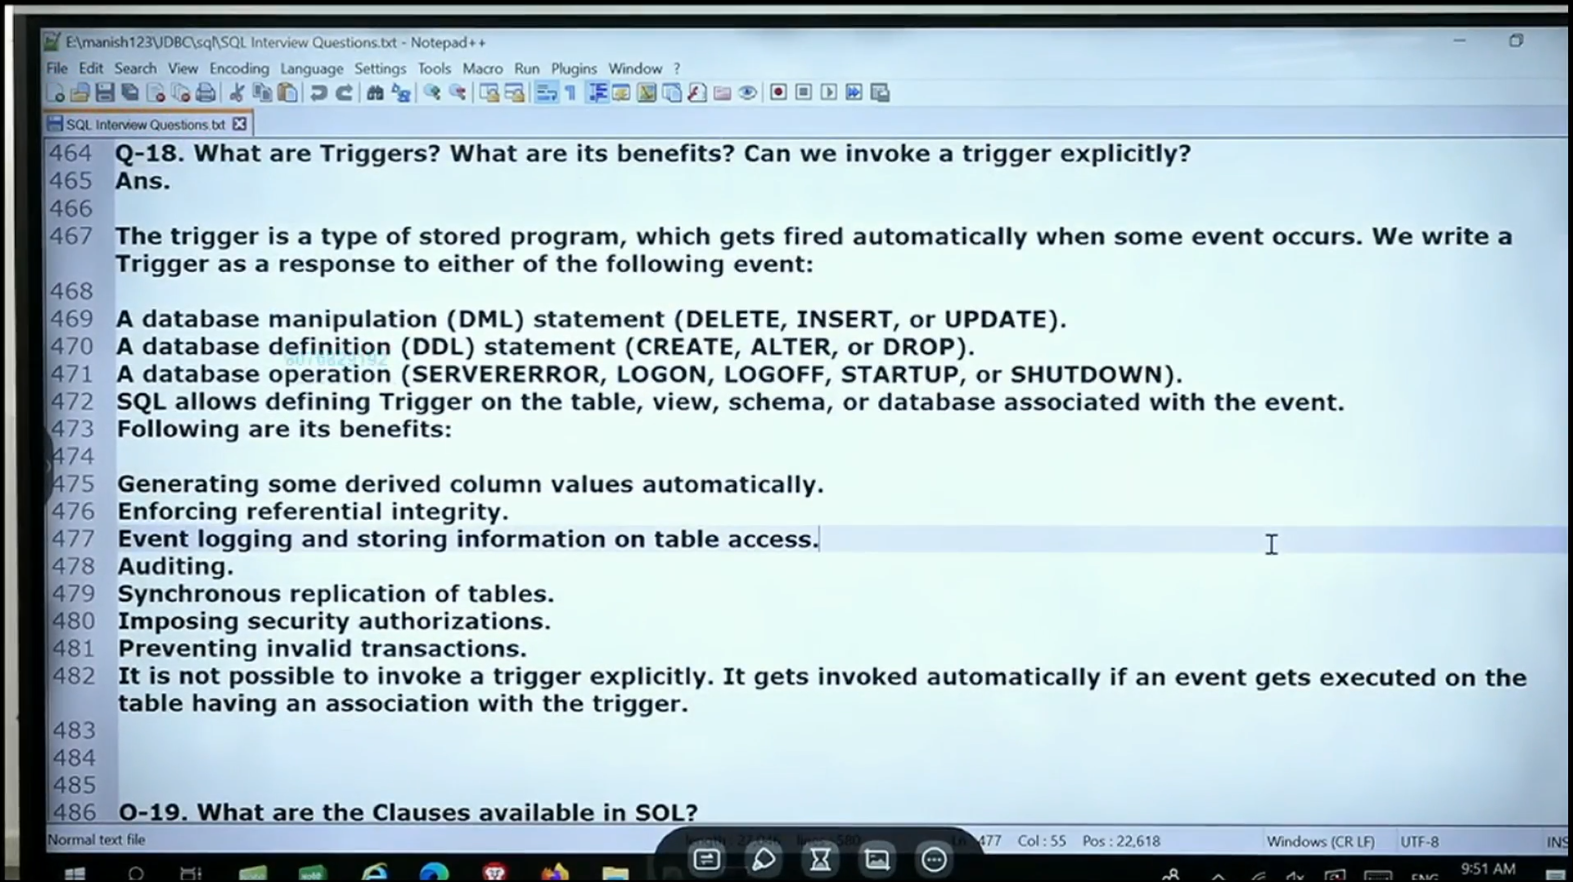 E:\manish123\JDBC\sql\SQL Interview Questions.txt - Notepad++
File Edit Search View Encoding Language Settings Tools Macro Run Plugins Window ?
SQL Interview Questions.txt
464 Q-18. What are Triggers? What are its benefits? Can we invoke a trigger explicitly?
465 Ans.
466
467 The trigger is a type of stored program, which gets fired automatically when some event occurs. We write a
Trigger as a response to either of the following event:
468
469 A database manipulation (DML) statement (DELETE, INSERT, or UPDATE).
470 A database definition (DDL) statement (CREATE, ALTER, or DROP).
471 A database operation (SERVERERROR, LOGON, LOGOFF, STARTUP, or SHUTDOWN).
472 SQL allows defining Trigger on the table, view, schema, or database associated with the event.
473 Following are its benefits:
474
475 Generating some derived column values automatically.
476 Enforcing referential integrity.
477 Event logging and storing information on table access.
478 Auditing.
479 Synchronous replication of tables.
480 Imposing security authorizations.
481 Preventing invalid transactions.
482 It is not possible to invoke a trigger explicitly. It gets invoked automatically if an event gets executed on the
table having an association with the trigger.
483
484
485
486 Q-19. What are the Clauses available in SQL?
Normal text file 477 Col : 55 Pos : 22,618 Windows (CR LF) UTF-8 INS
ENG 9:51 AM